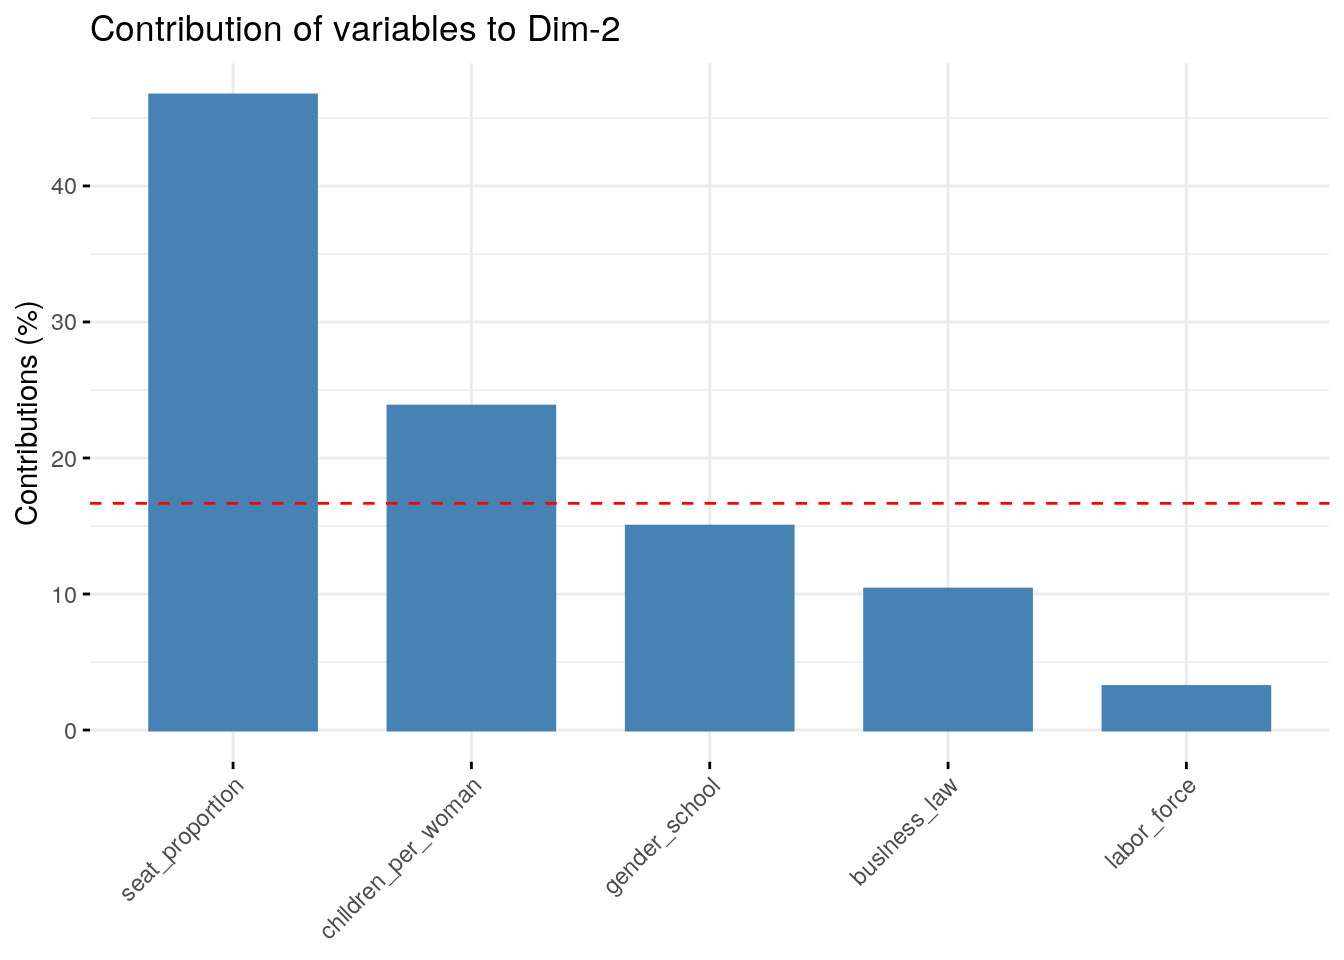 Contribution of variables to Dim-2
Contributions (%)
40
30
20
10
0
seat_proportion
children_per_woman
gender_school
business_law
labor_force